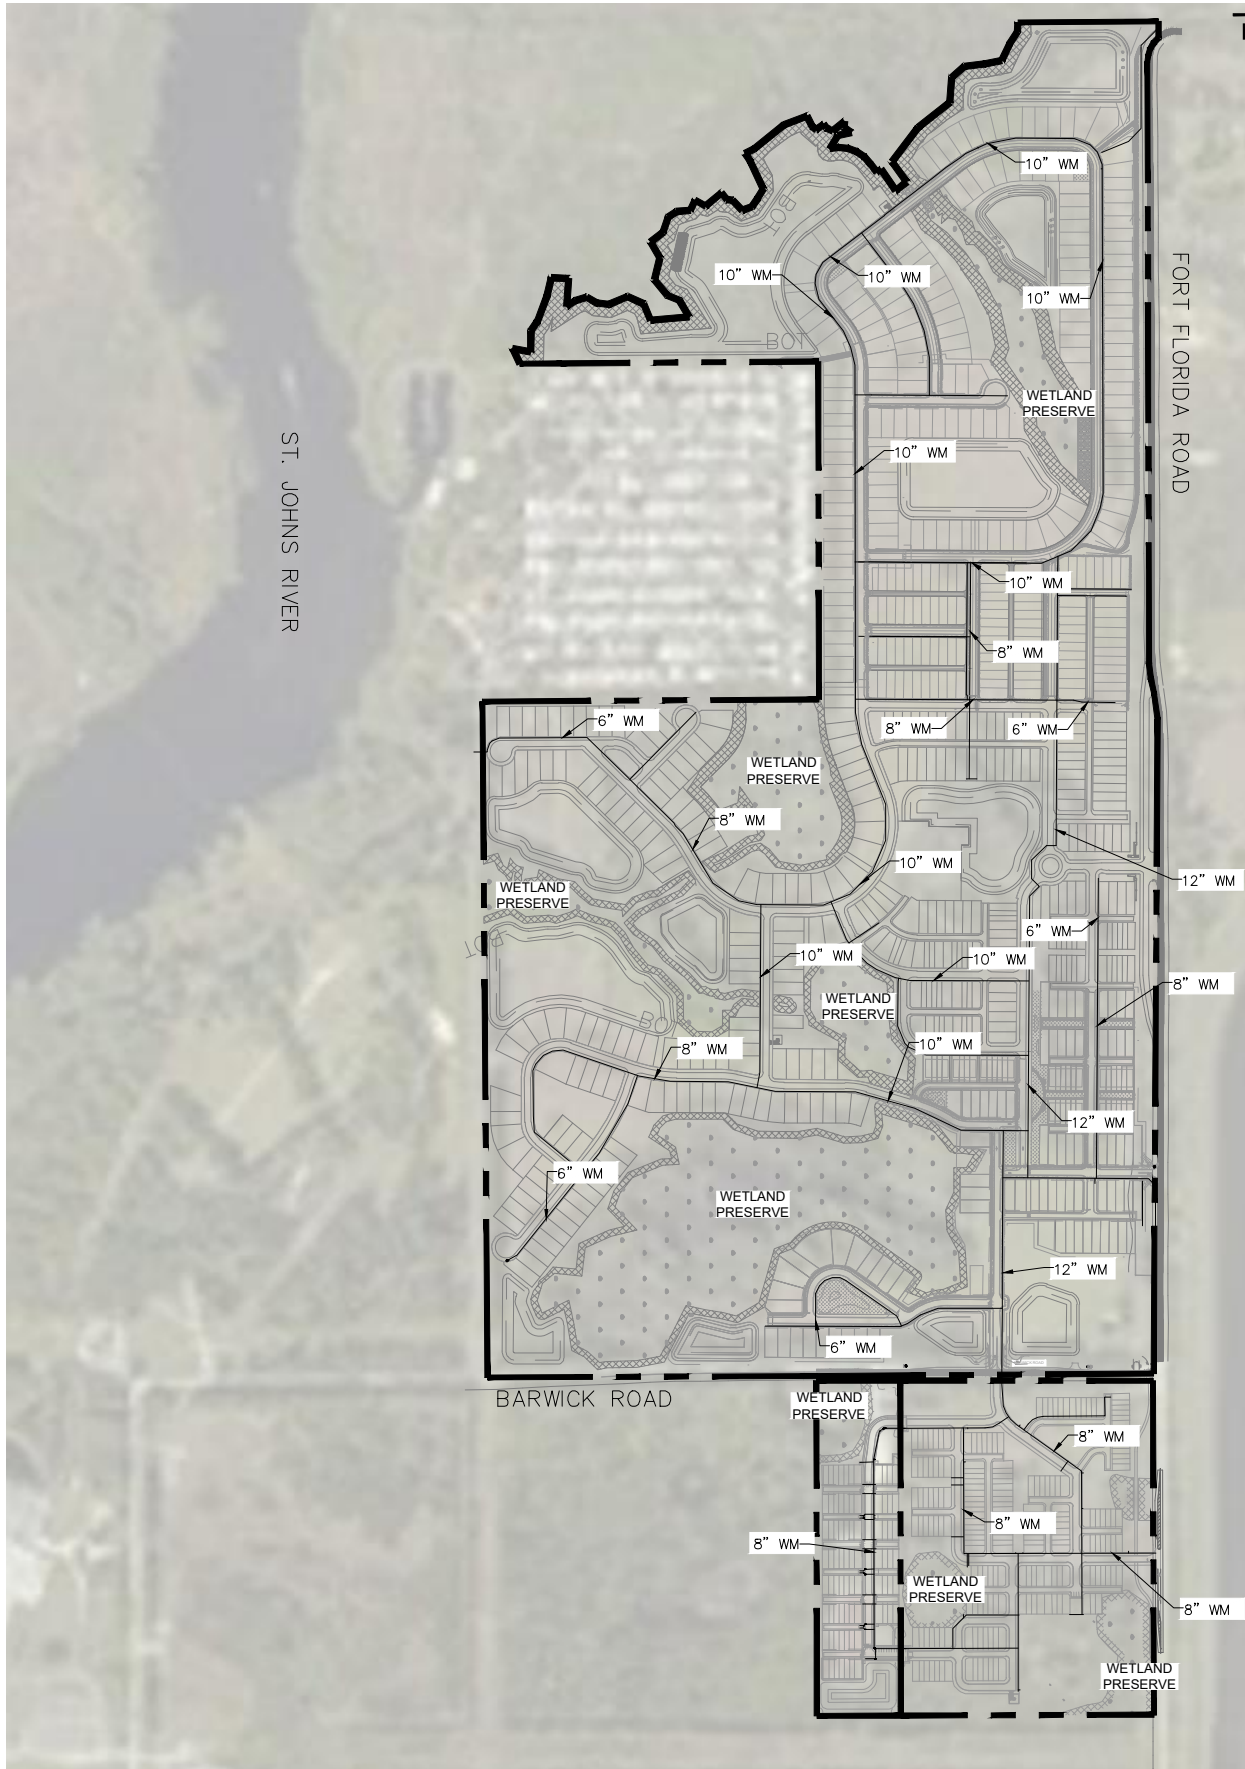 10" WM
10" WM
10" WM
10" WM
BOT
BOT
FORT FLORIDA ROAD
WETLAND
PRESERVE
10" WM
ST. JOHNS RIVER
10" WM
8" WM
8" WM
6" WM
6" WM
WETLAND
PRESERVE
8" WM
10" WM
12" WM
WETLAND
PRESERVE
6" WM
BOT
10" WM
10" WM
8" WM
WETLAND
PRESERVE
BOT
8" WM
10" WM
12" WM
6" WM
WETLAND
PRESERVE
12" WM
6" WM
BARWICK ROAD
WETLAND
PRESERVE
8" WM
8" WM
8" WM
WETLAND
PRESERVE
8" WM
WETLAND
PRESERVE